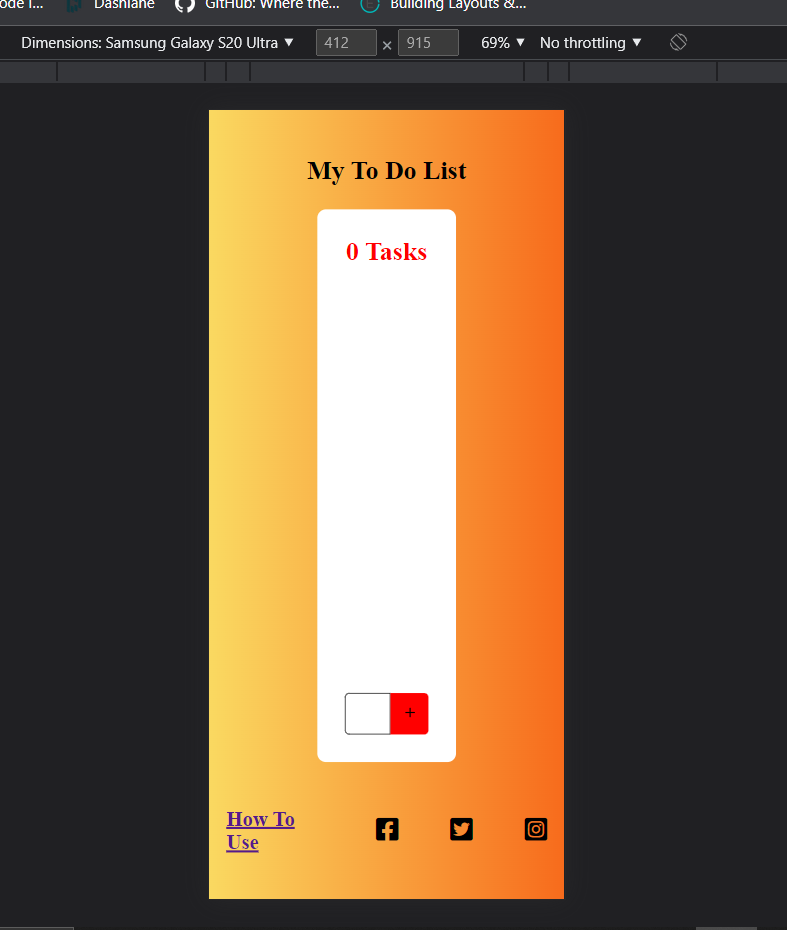 Dashlane GitHub: Where the... Building Layouts &...
Dimensions: Samsung Galaxy S20 Ultra ▼ 412 × 915 69% ▼ No throttling ▼
My To Do List
0 Tasks
+
How To
Use